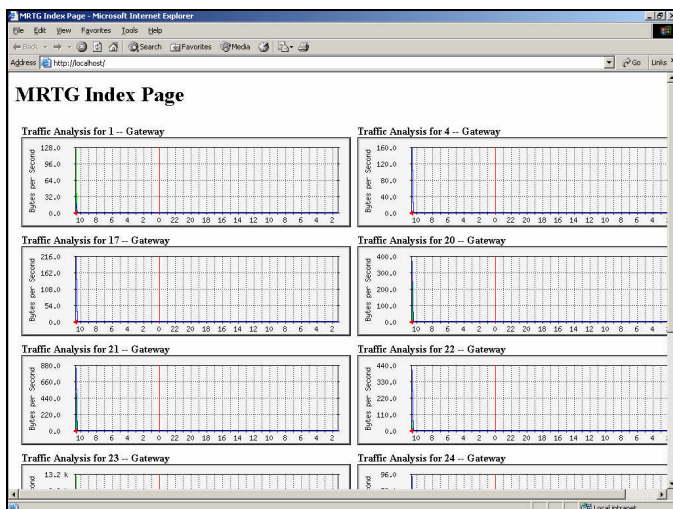 MRTG Index Page - Microsoft Internet Explorer
File Edit View Favorites Tools Help
Back Search Favorites Media
Address http://localhost/ Go Links
MRTG Index Page
Traffic Analysis for 1 -- Gateway
Bytes per Second
128.0
96.0
64.0
32.0
0.0
10 8 6 4 2 0 22 20 18 16 14 12 10 8 6 4 2
Traffic Analysis for 4 -- Gateway
Bytes per Second
160.0
120.0
80.0
40.0
0.0
10 8 6 4 2 0 22 20 18 16 14 12 10 8 6 4
Traffic Analysis for 17 -- Gateway
Bytes per Second
216.0
162.0
108.0
54.0
0.0
10 8 6 4 2 0 22 20 18 16 14 12 10 8 6 4 2
Traffic Analysis for 20 -- Gateway
Bytes per Second
400.0
300.0
200.0
100.0
0.0
10 8 6 4 2 0 22 20 18 16 14 12 10 8 6 4
Traffic Analysis for 21 -- Gateway
Bytes per Second
880.0
660.0
440.0
220.0
0.0
10 8 6 4 2 0 22 20 18 16 14 12 10 8 6 4 2
Traffic Analysis for 22 -- Gateway
Bytes per Second
440.0
330.0
220.0
110.0
0.0
10 8 6 4 2 0 22 20 18 16 14 12 10 8 6 4
Traffic Analysis for 23 -- Gateway
13.2 k
Traffic Analysis for 24 -- Gateway
96.0
Local intranet